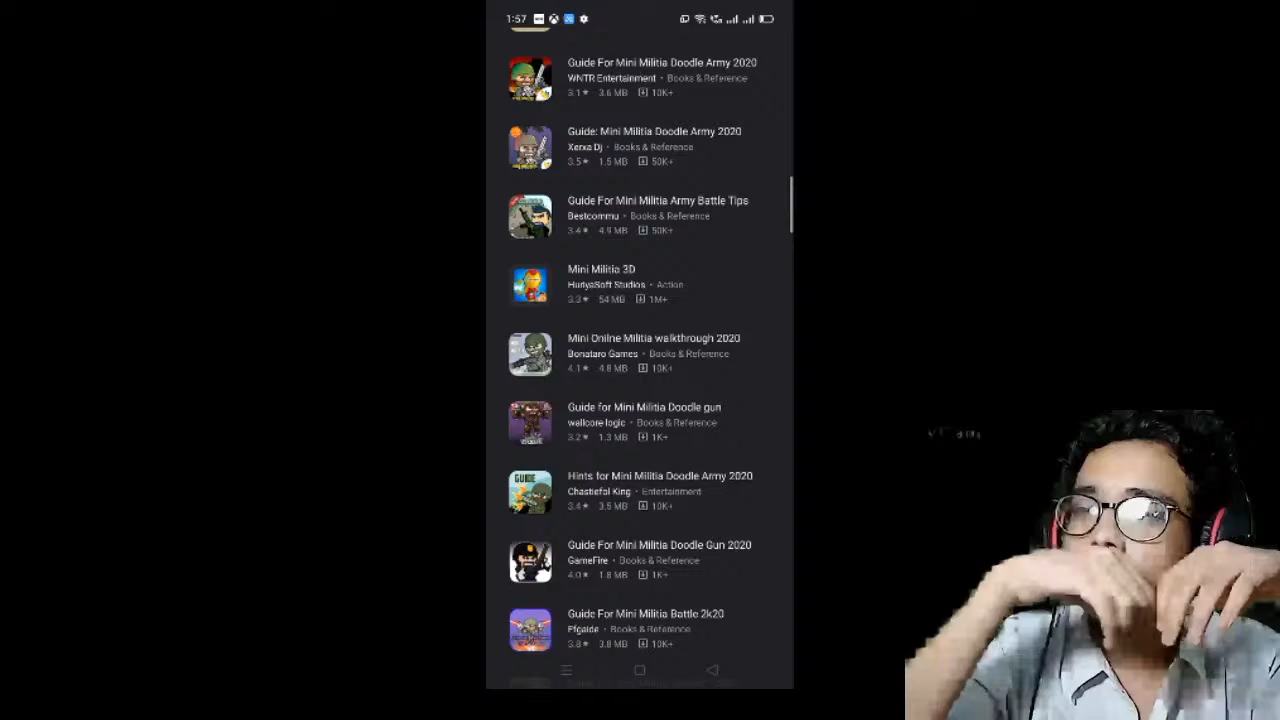 1:57
Guide For Mini Militia Doodle Army 2020
WNTR Entertainment · Books & Reference
3.1★ 3.6 MB 10K+
Guide: Mini Militia Doodle Army 2020
Xerxa Dj · Books & Reference
3.5★ 1.5 MB 50K+
Guide For Mini Militia Army Battle Tips
Bestcommu · Books & Reference
3.4★ 4.9 MB 50K+
Mini Militia 3D
HuriyaSoft Studios · Action
3.3★ 54 MB 1M+
Mini Onilne Militia walkthrough 2020
Bonataro Games · Books & Reference
4.1★ 4.8 MB 10K+
Guide for Mini Militia Doodle gun
wallcore logic · Books & Reference
3.2★ 1.3 MB 1K+
GUIDE
Hints for Mini Militia Doodle Army 2020
Chastieful King · Entertainment
3.4★ 3.5 MB 10K+
Guide For Mini Militia Doodle Gun 2020
GameFire · Books & Reference
4.0★ 1.8 MB 1K+
Guide For Mini Militia Battle 2k20
Pfgaide · Books & Reference
3.8★ 3.8 MB 10K+